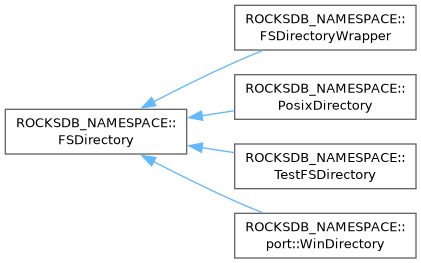 ROCKSDB_NAMESPACE::
FSDirectoryWrapper
ROCKSDB_NAMESPACE::
PosixDirectory
ROCKSDB_NAMESPACE::
FSDirectory
ROCKSDB_NAMESPACE::
TestFSDirectory
ROCKSDB_NAMESPACE::
port::WinDirectory